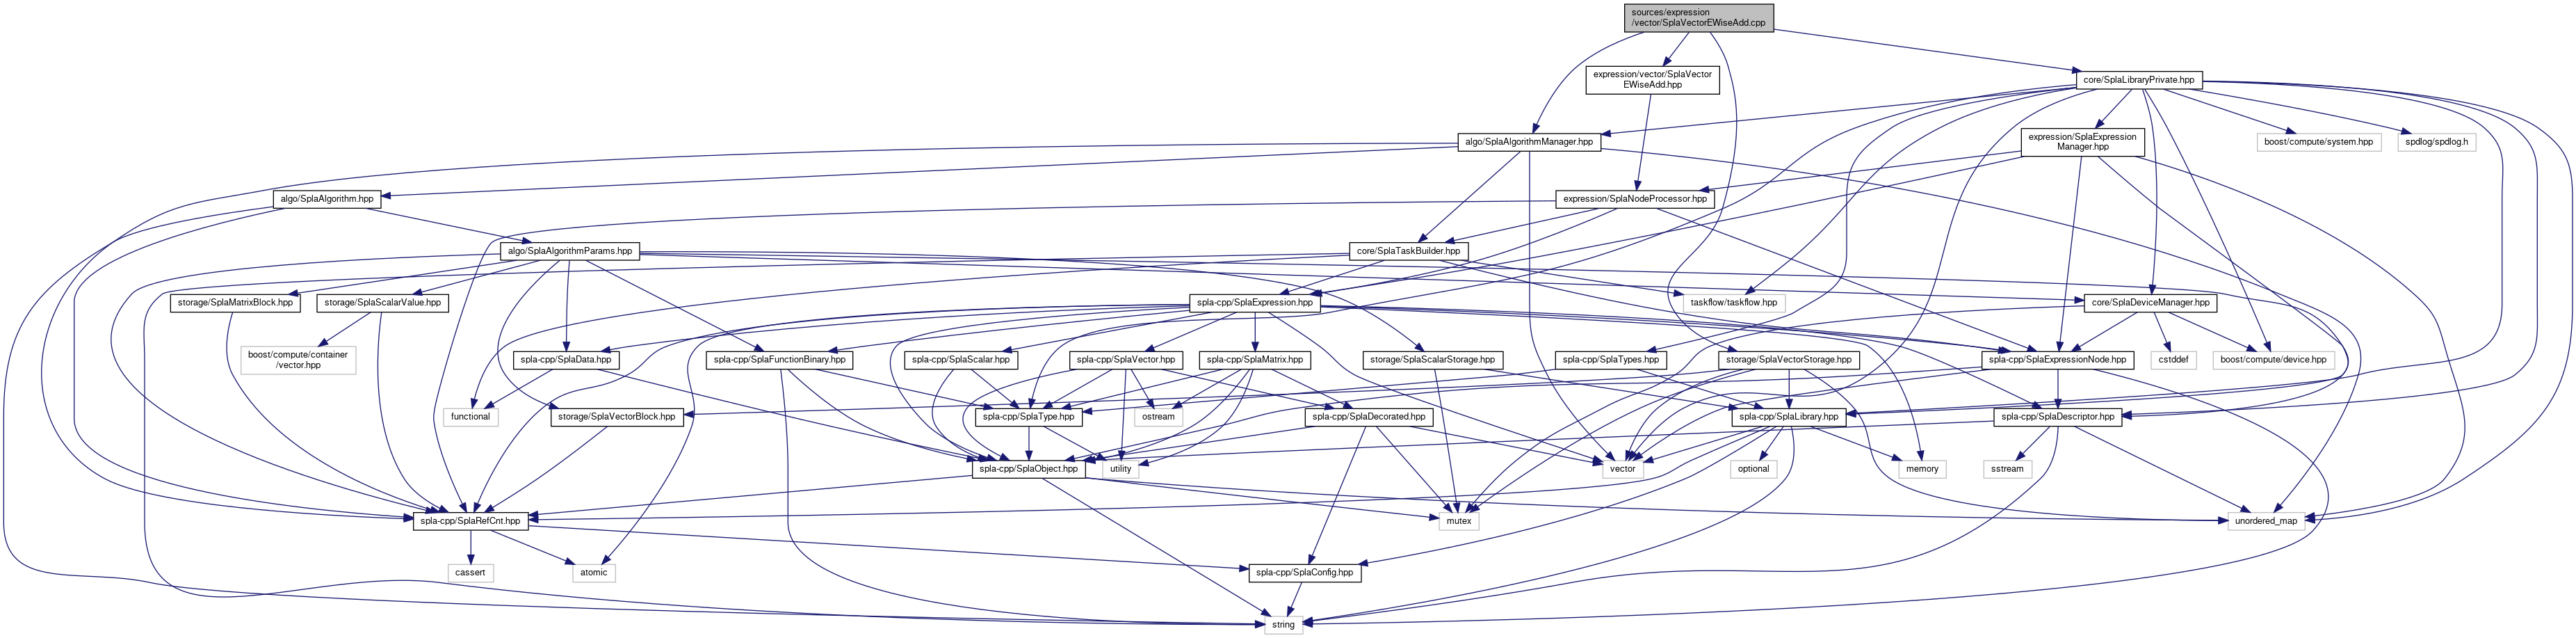 sources/expression
/vector/SplaVectorEWiseAdd.cpp
expression/vector/SplaVector
EWiseAdd.hpp
core/SplaLibraryPrivate.hpp
algo/SplaAlgorithmManager.hpp
expression/SplaExpression
Manager.hpp
boost/compute/system.hpp
spdlog/spdlog.h
algo/SplaAlgorithm.hpp
expression/SplaNodeProcessor.hpp
algo/SplaAlgorithmParams.hpp
core/SplaTaskBuilder.hpp
storage/SplaMatrixBlock.hpp
storage/SplaScalarValue.hpp
spla-cpp/SplaExpression.hpp
taskflow/taskflow.hpp
core/SplaDeviceManager.hpp
boost/compute/container
/vector.hpp
spla-cpp/SplaData.hpp
spla-cpp/SplaFunctionBinary.hpp
spla-cpp/SplaScalar.hpp
spla-cpp/SplaVector.hpp
spla-cpp/SplaMatrix.hpp
storage/SplaScalarStorage.hpp
spla-cpp/SplaTypes.hpp
storage/SplaVectorStorage.hpp
spla-cpp/SplaExpressionNode.hpp
cstddef
boost/compute/device.hpp
functional
storage/SplaVectorBlock.hpp
spla-cpp/SplaType.hpp
ostream
spla-cpp/SplaDecorated.hpp
spla-cpp/SplaLibrary.hpp
spla-cpp/SplaDescriptor.hpp
spla-cpp/SplaObject.hpp
utility
vector
optional
memory
sstream
spla-cpp/SplaRefCnt.hpp
mutex
unordered_map
cassert
atomic
spla-cpp/SplaConfig.hpp
string